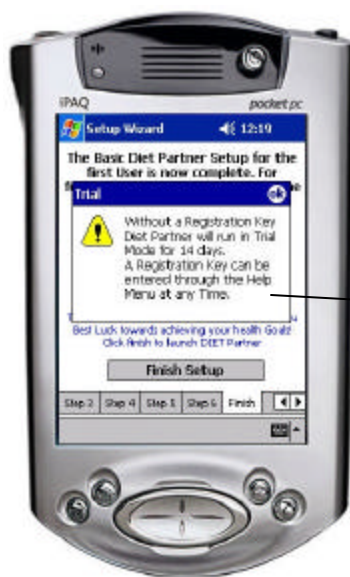 iPAQ pocket pc
Setup Wizard 12:19
The Basic Diet Partner Setup for the
first User is now complete. For
Trial ok
Without a Registration Key
Diet Partner will run in Trial
Mode for 14 days.
A Registration Key can be
entered through the Help
Menu at any Time.
Best Luck towards achieving your health Goals!
Click finish to launch DIET Partner
Finish Setup
Step 3 Step 4 Step 5 Step 6 Finish